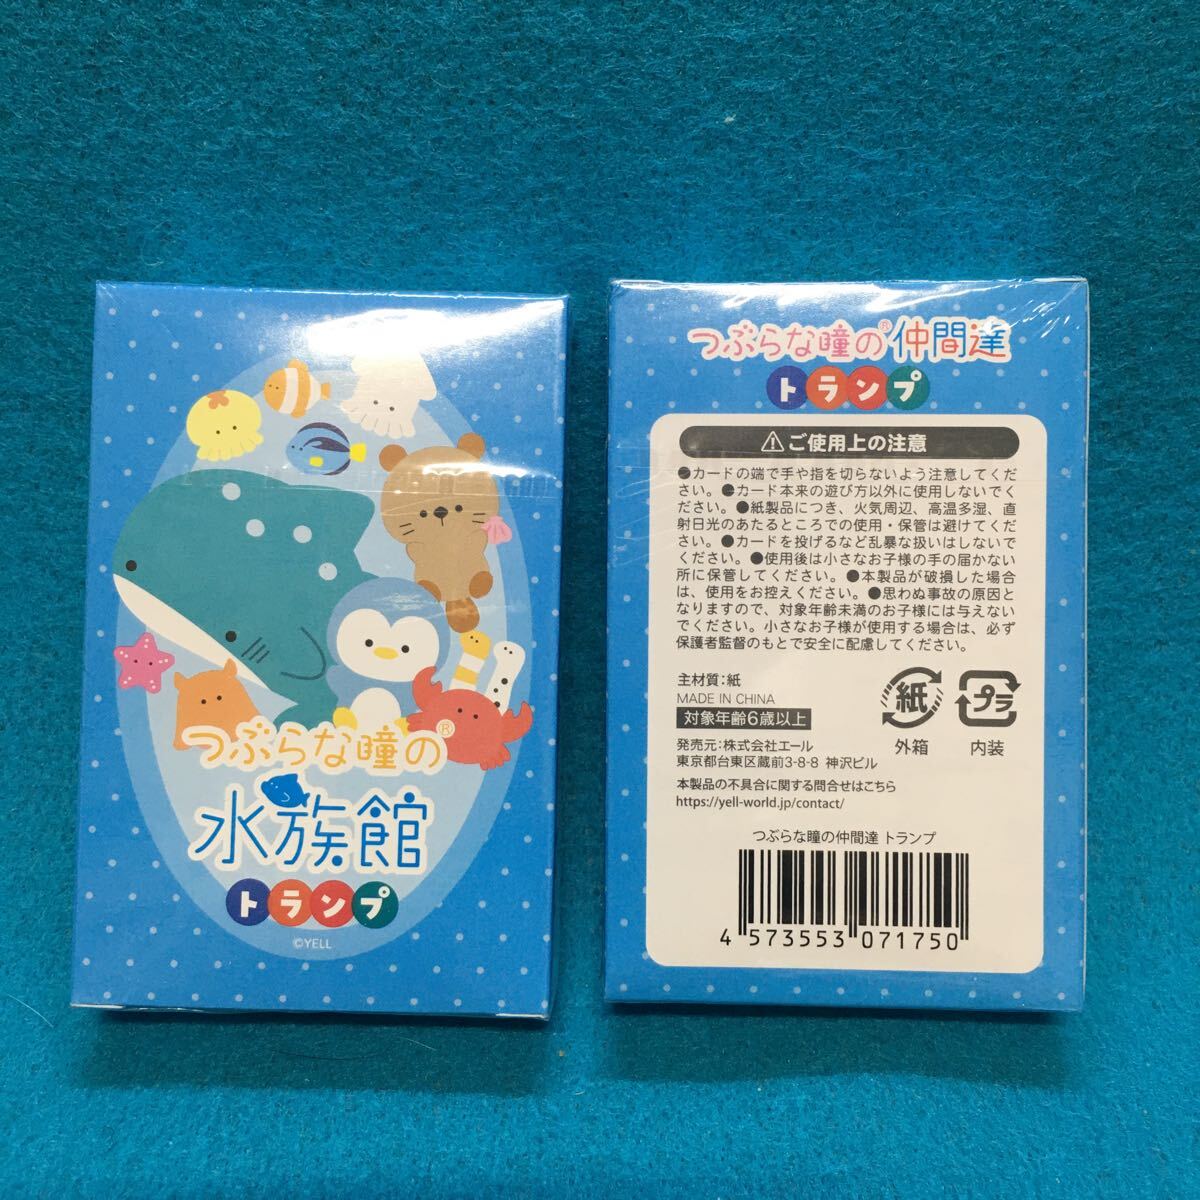 つぶらな瞳の®
水族館
トランプ
©YELL
つぶらな瞳の®仲間達
トランプ
⚠ご使用上の注意
●カードの端で手や指を切らないよう注意してくだ
さい。●カード本来の遊び方以外に使用しないでく
ださい。●紙製品につき、火気周辺、高温多湿、直
射日光のあたるところでの使用・保管は避けてくだ
さい。●カードを投げるなど乱暴な扱いはしないで
ください。●使用後は小さなお子様の手の届かない
所に保管してください。●本製品が破損した場合
は、使用をお控えください。●思わぬ事故の原因と
なりますので、対象年齢未満のお子様には与えない
でください。小さなお子様が使用する場合は、必ず
保護者監督のもとで安全に配慮してください。
主材質：紙
MADE IN CHINA
対象年齢6歳以上
紙
外箱
プラ
内装
発売元：株式会社エール
東京都台東区蔵前3-8-8 神沢ビル
本製品の不具合に関する問合せはこちら
https://yell-world.jp/contact/
つぶらな瞳の仲間達 トランプ
4 573553 071750